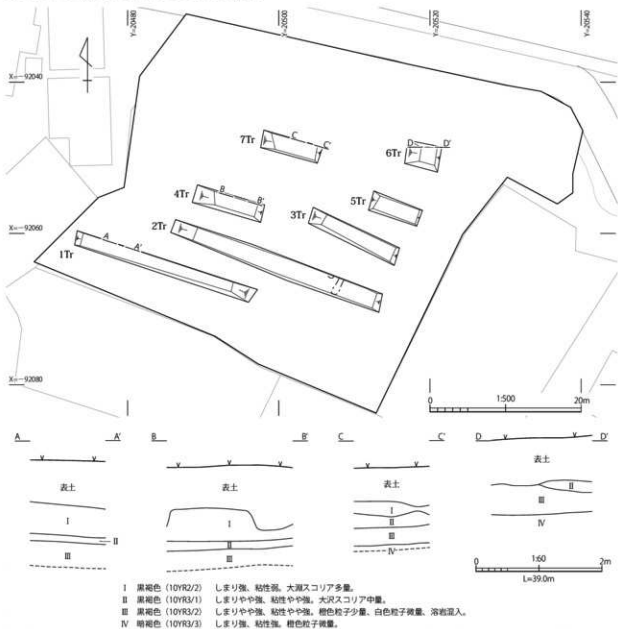 Y=20480
Y=20500
Y=20520
Y=20540
X=-92040
X=-92060
X=-92080
7Tr
C
C'
6Tr
D
D'
4Tr
B
B'
5Tr
3Tr
2Tr
1Tr
A
A'
0
1:500
20m
A
A'
B
B'
C
C'
D
D'
表土
表土
表土
表土
I
I
I
II
II
II
II
III
III
III
III
IV
IV
0
1:60
2m
L=39.0m
I 黒褐色 (10YR2/2) しまり強、粘性弱。大淵スコリア多量。
II 黒褐色 (10YR3/1) しまりやや強、粘性やや強。大沢スコリア中量。
III 黒褐色 (10YR3/2) しまりやや強、粘性やや強。橙色粒子少量、白色粒子微量、溶岩混入。
IV 暗褐色 (10YR3/3) しまり強、粘性強。橙色粒子微量。